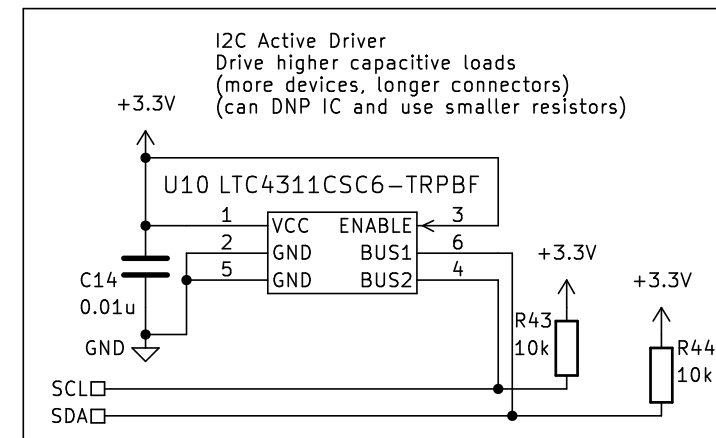 I2C Active Driver
Drive higher capacitive loads
(more devices, longer connectors)
(can DNP IC and use smaller resistors)
+3.3V
U10 LTC4311CSC6-TRPBF
1 VCC ENABLE 3
2 GND BUS1 6
5 GND BUS2 4
+3.3V
+3.3V
C14
0.01u
GND
R43
10k
R44
10k
SCL
SDA